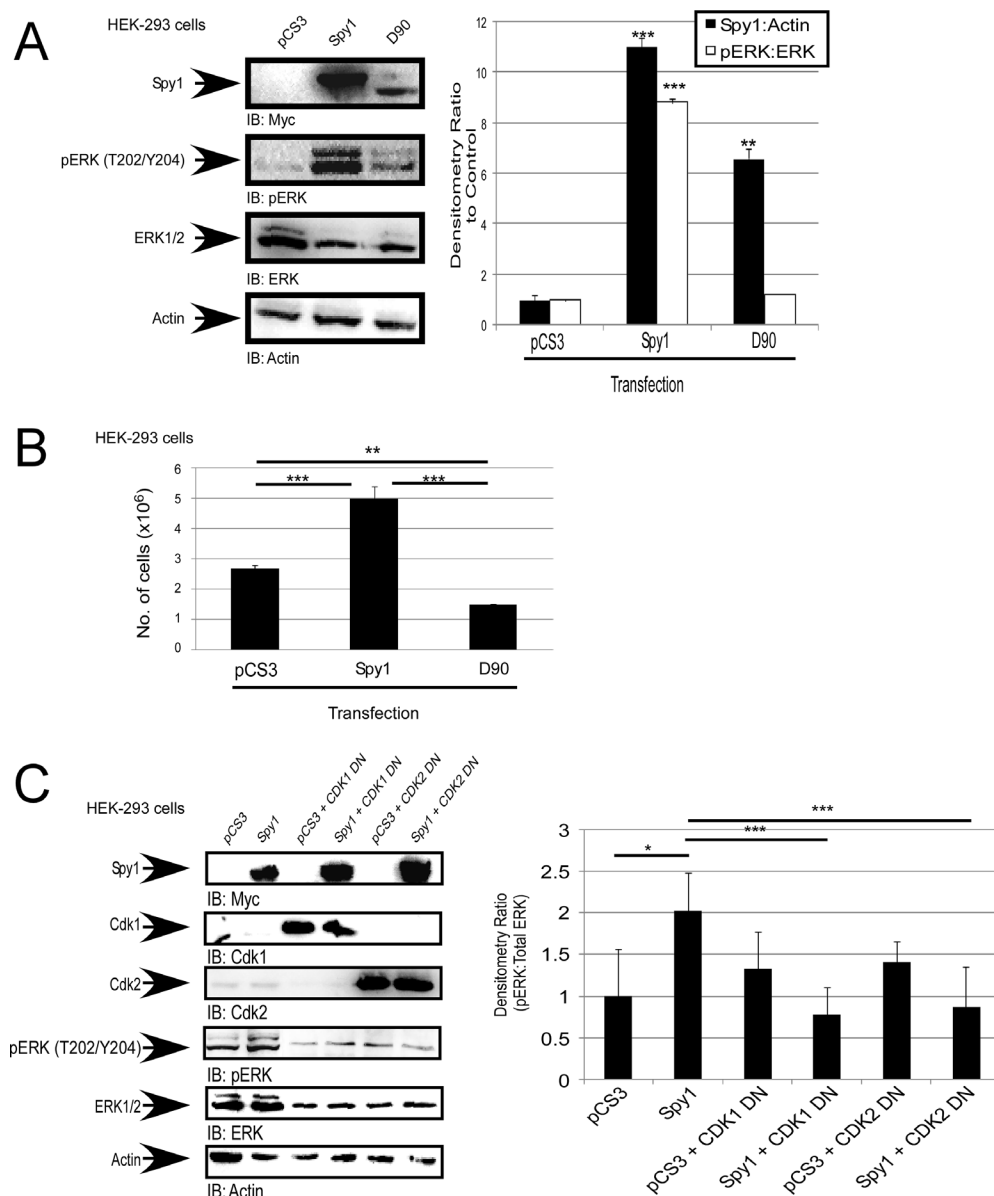 A
HEK-293 cells
pCS3
Spy1
D90
Spy1
IB: Myc
pERK (T202/Y204)
IB: pERK
ERK1/2
IB: ERK
Actin
IB: Actin
Densitometry Ratio
to Control
12
10
8
6
4
2
0
Spy1:Actin
pERK:ERK
***
***
**
pCS3
Spy1
D90
Transfection
B
HEK-293 cells
No. of cells (x10⁶)
6
5
4
3
2
1
0
**
***
***
pCS3
Spy1
D90
Transfection
C
HEK-293 cells
pCS3
Spy1
pCS3 + CDK1 DN
Spy1 + CDK1 DN
pCS3 + CDK2 DN
Spy1 + CDK2 DN
Spy1
IB: Myc
Cdk1
IB: Cdk1
Cdk2
IB: Cdk2
pERK (T202/Y204)
IB: pERK
ERK1/2
IB: ERK
Actin
IB: Actin
Densitometry Ratio
(pERK:Total ERK)
3
2.5
2
1.5
1
0.5
0
***
***
*
pCS3
Spy1
pCS3 + CDK1 DN
Spy1 + CDK1 DN
pCS3 + CDK2 DN
Spy1 + CDK2 DN